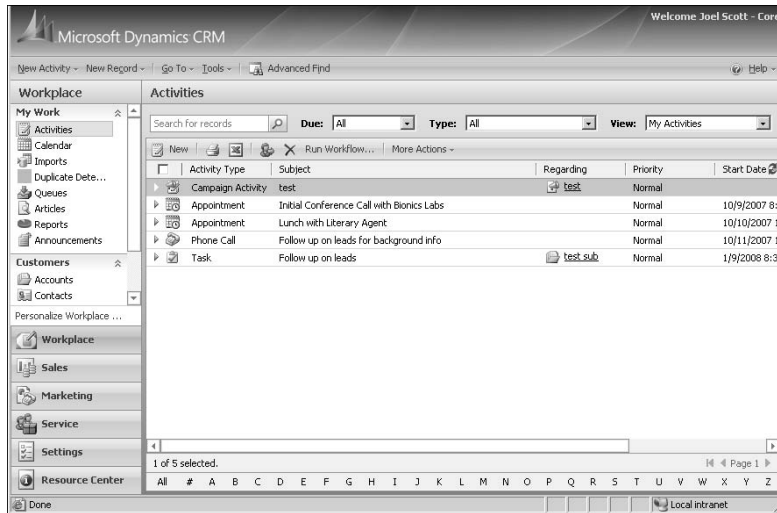 Welcome Joel Scott - Cor
Microsoft Dynamics CRM
New Activity New Record Go To Tools Advanced Find Help
Workplace Activities
My Work
Activities
Calendar
Imports
Duplicate Dete...
Queues
Articles
Reports
Announcements
Customers
Accounts
Contacts
Personalize Workplace ...
Workplace
Sales
Marketing
Service
Settings
Resource Center
Search for records Due: All Type: All View: My Activities
New Run Workflow... More Actions
Activity Type Subject Regarding Priority Start Date
Campaign Activity test test Normal
Appointment Initial Conference Call with Bionics Labs Normal 10/9/2007 8:
Appointment Lunch with Literary Agent Normal 10/10/2007 1
Phone Call Follow up on leads for background info Normal 10/11/2007 1
Task Follow up on leads test sub Normal 1/9/2008 8:3
1 of 5 selected. Page 1
All # A B C D E F G H I J K L M N O P Q R S T U V W X Y Z
Done Local intranet